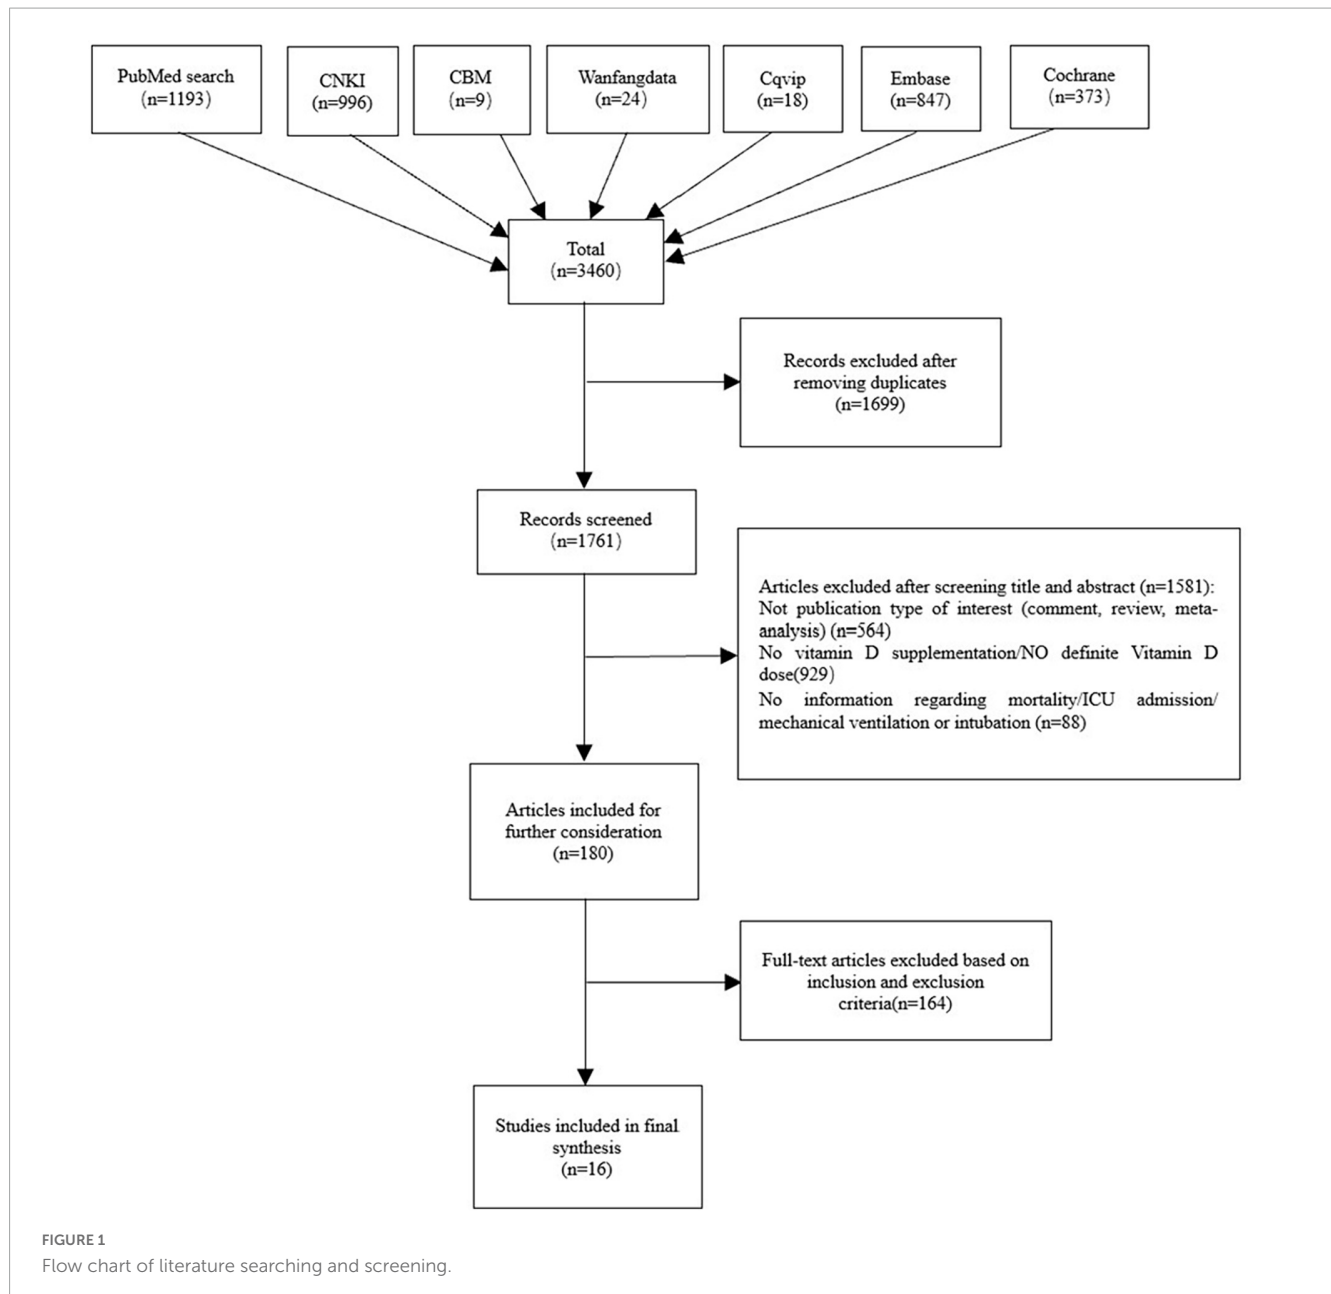 PubMed search
(n=1193)
CNKI
(n=996)
CBM
(n=9)
Wanfangdata
(n=24)
Cqvip
(n=18)
Embase
(n=847)
Cochrane
(n=373)
Total
(n=3460)
Records excluded after
removing duplicates
(n=1699)
Records screened
(n=1761)
Articles excluded after screening title and abstract (n=1581):
Not publication type of interest (comment, review, meta-
analysis) (n=564)
No vitamin D supplementation/NO definite Vitamin D
dose(929)
No information regarding mortality/ICU admission/
mechanical ventilation or intubation (n=88)
Articles included for
further consideration
(n=180)
Full-text articles excluded based on
inclusion and exclusion
criteria(n=164)
Studies included in final
synthesis
(n=16)
FIGURE 1
Flow chart of literature searching and screening.